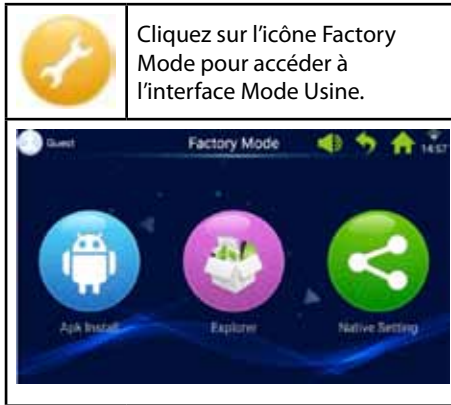 Cliquez sur l'icône Factory
Mode pour accéder à
l'interface Mode Usine.
Guest
Factory Mode
14:57
Apk Install
Explorer
Native Setting